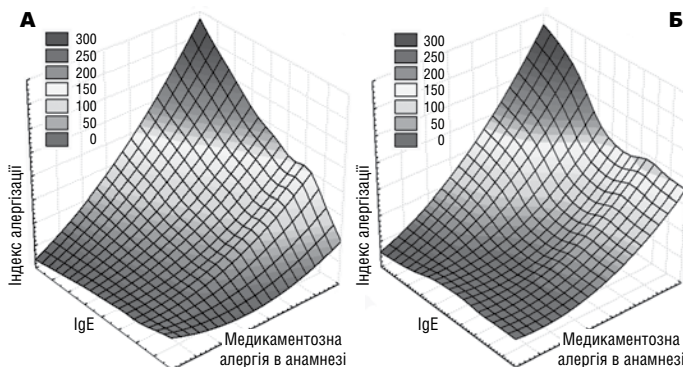 А
300
250
200
150
100
50
0
Індекс алергізації
IgE
Медикаментозна
алергія в анамнезі
Б
300
250
200
150
100
50
0
Індекс алергізації
IgE
Медикаментозна
алергія в анамнезі